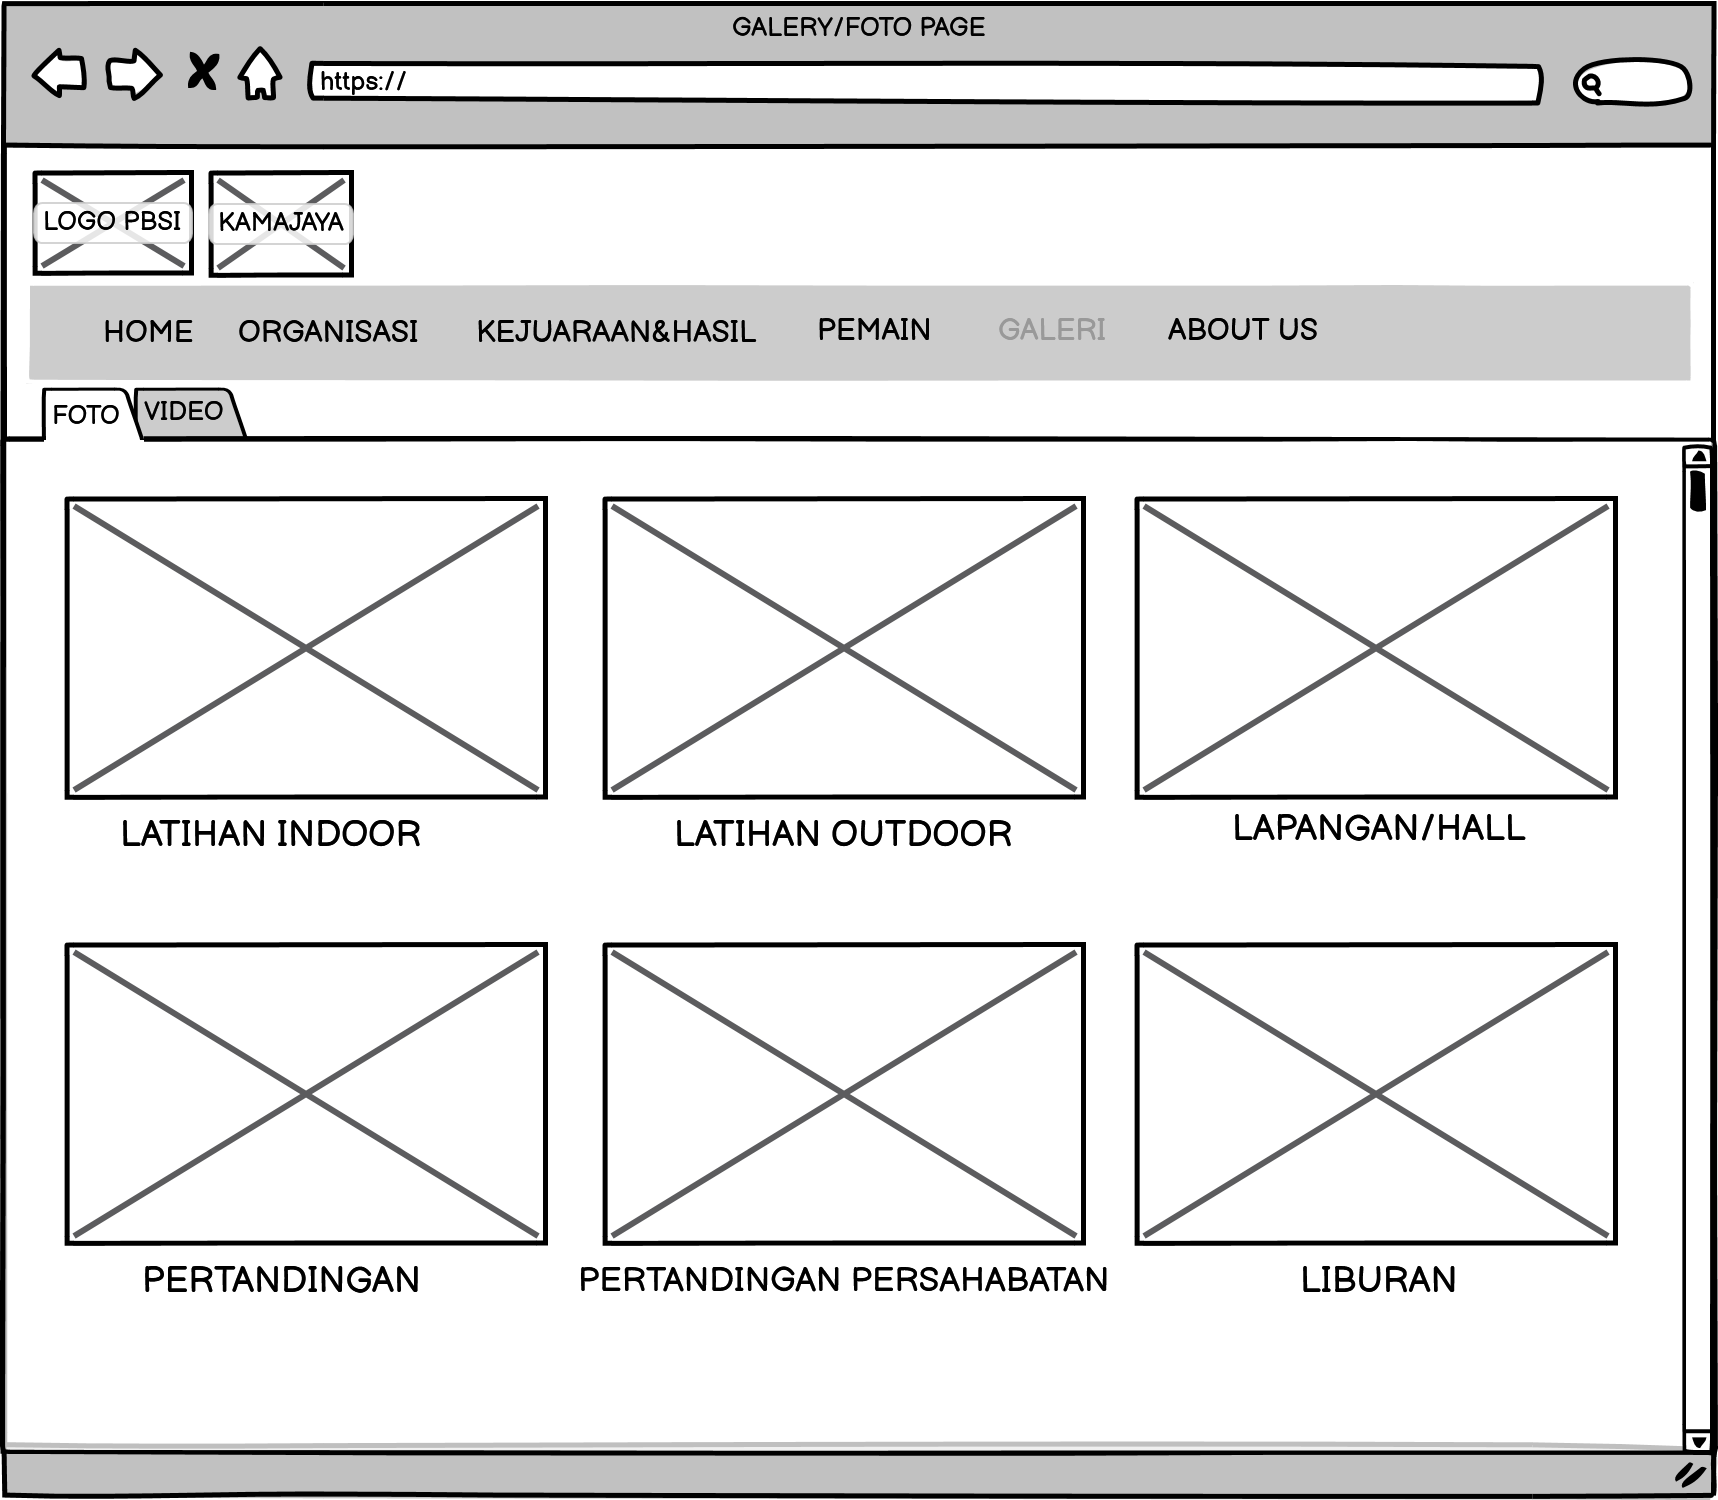 GALERY/FOTO PAGE
https://
LOGO PBSI KAMAJAYA
HOME ORGANISASI KEJUARAAN&HASIL PEMAIN GALERI ABOUT US
FOTO VIDEO
LATIHAN INDOOR LATIHAN OUTDOOR LAPANGAN/HALL
PERTANDINGAN PERTANDINGAN PERSAHABATAN LIBURAN